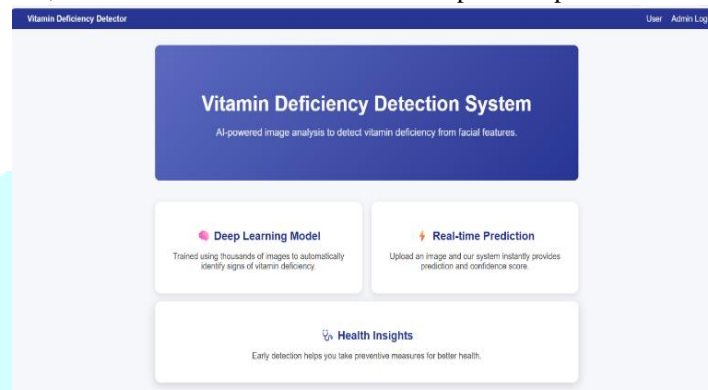 Vitamin Deficiency Detector
User Admin Log
Vitamin Deficiency Detection System
AI-powered image analysis to detect vitamin deficiency from facial features.
Deep Learning Model
Trained using thousands of images to automatically
identify signs of vitamin deficiency.
Real-time Prediction
Upload an image and our system instantly provides
prediction and confidence score.
Health Insights
Early detection helps you take preventive measures for better health.